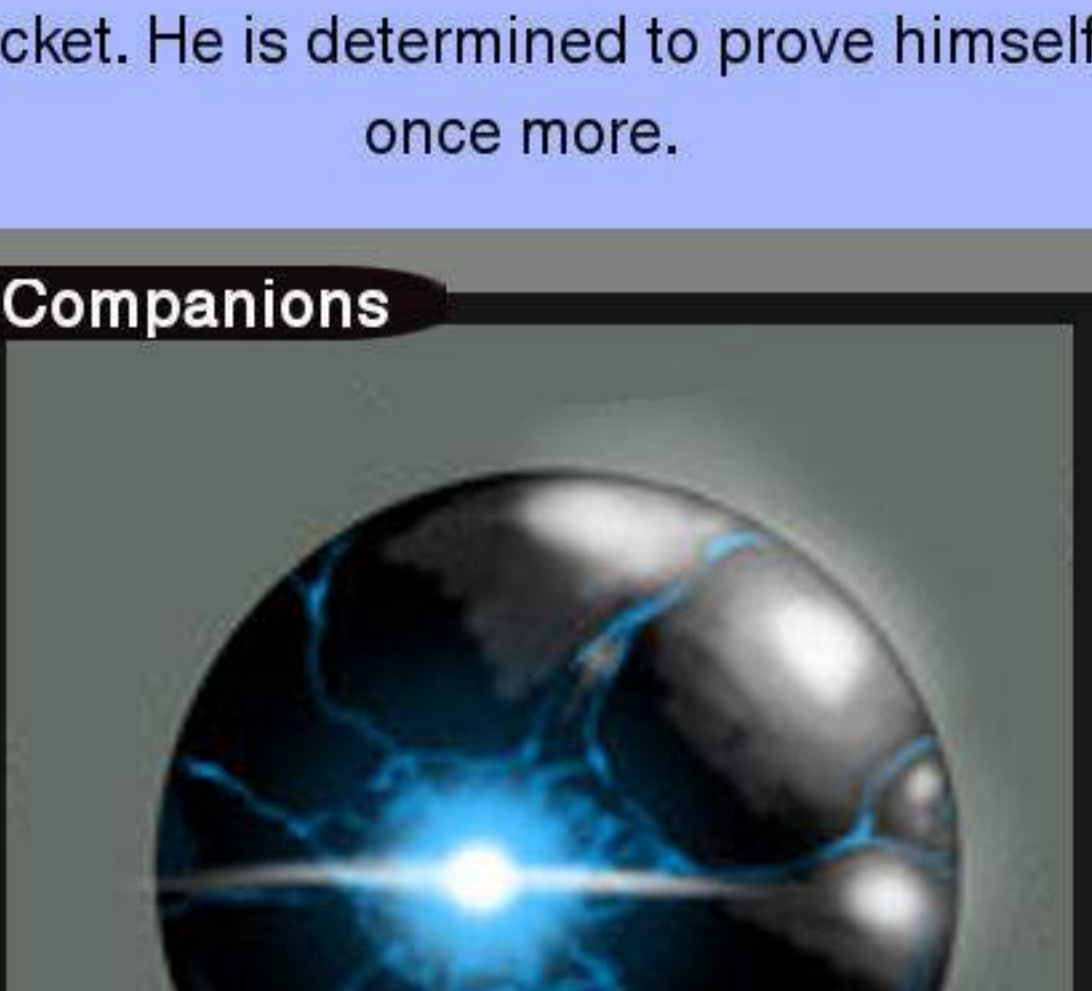 cket. He is determined to prove himself
once more.
Companions